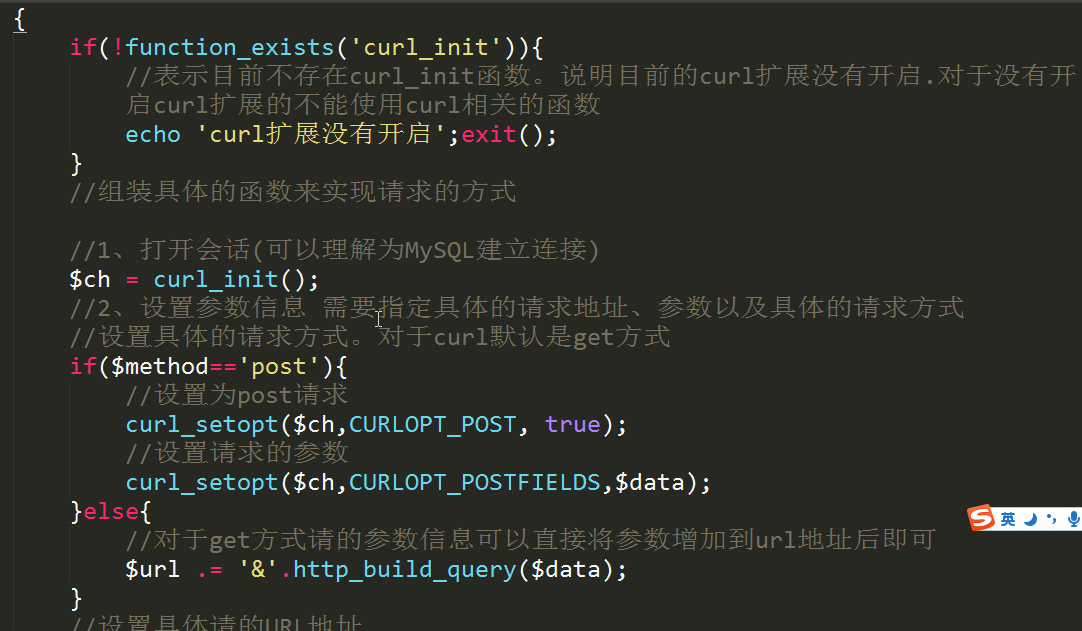 {
if(!function_exists('curl_init')){
//表示目前不存在curl_init函数。说明目前的curl扩展没有开启.对于没有开
启curl扩展的不能使用curl相关的函数
echo 'curl扩展没有开启';exit();
}
//组装具体的函数来实现请求的方式
//1、打开会话(可以理解为MySQL建立连接)
$ch = curl_init();
//2、设置参数信息 需要指定具体的请求地址、参数以及具体的请求方式
//设置具体的请求方式。对于curl默认是get方式
if($method=='post'){
//设置为post请求
curl_setopt($ch,CURLOPT_POST, true);
//设置请求的参数
curl_setopt($ch,CURLOPT_POSTFIELDS,$data);
}else{
英
//对于get方式请的参数信息可以直接将参数增加到url地址后即可
$url .= '&'.http_build_query($data);
}
//设置具体请的URL地址